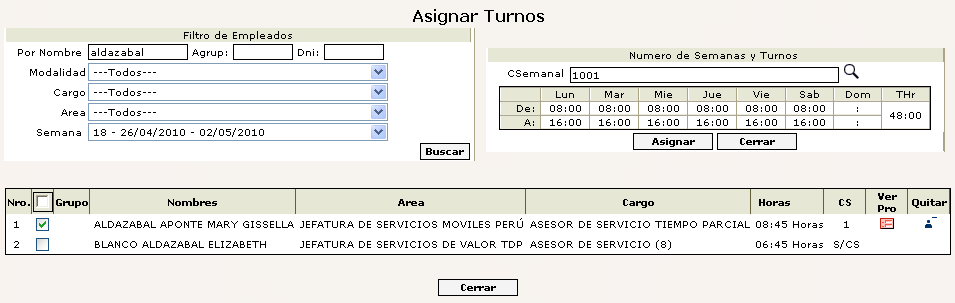 Asignar Turnos
Filtro de Empleados
Por Nombre aldazabal Agrup: Dni:
Modalidad ---Todos---
Cargo ---Todos---
Area ---Todos---
Semana 18 - 26/04/2010 - 02/05/2010
Buscar
Numero de Semanas y Turnos
CSemanal 1001
Lun Mar Mie Jue Vie Sab Dom THr
De: 08:00 08:00 08:00 08:00 08:00 08:00 : 48:00
A: 16:00 16:00 16:00 16:00 16:00 16:00 :
Asignar Cerrar
Nro. Grupo Nombres Area Cargo Horas CS Ver Pro Quitar
1 ALDAZABAL APONTE MARY GISSELLA JEFATURA DE SERVICIOS MOVILES PERÚ ASESOR DE SERVICIO TIEMPO PARCIAL 08:45 Horas 1
2 BLANCO ALDAZABAL ELIZABETH JEFATURA DE SERVICIOS DE VALOR TDP ASESOR DE SERVICIO (8) 06:45 Horas S/CS
Cerrar